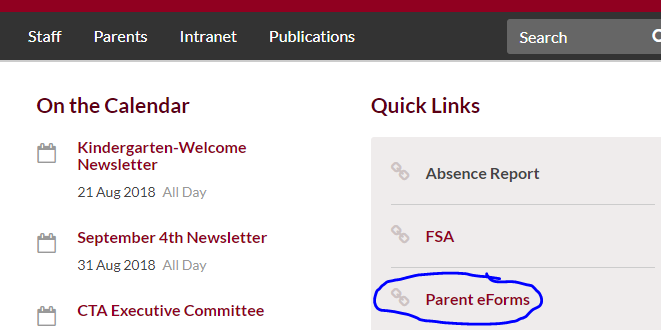 Staff Parents Intranet Publications Search
On the Calendar
Kindergarten-Welcome
Newsletter
21 Aug 2018 All Day
September 4th Newsletter
31 Aug 2018 All Day
CTA Executive Committee
Quick Links
Absence Report
FSA
Parent eForms